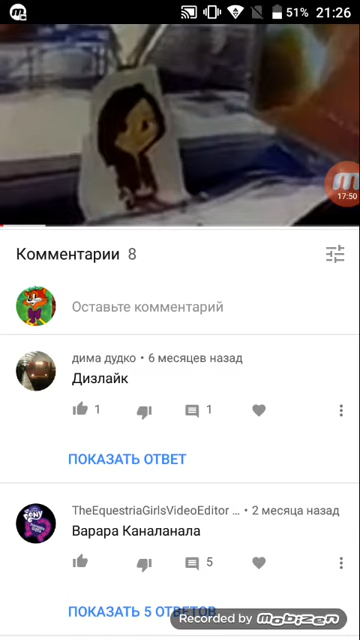 51% 21:26
17:50
Комментарии 8
Оставьте комментарий
дима дудко • 6 месяцев назад
Дизлайк
1 1
ПОКАЗАТЬ ОТВЕТ
TheEquestriaGirlsVideoEditor ... • 2 месяца назад
Варара Каналанала
5
ПОКАЗАТЬ 5 ОТВЕТОВ
Recorded by Mobizen